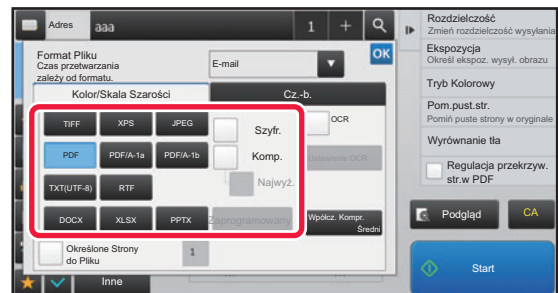 Adres
aaa
1
Format Pliku
Czas przetwarzania
zależy od formatu.
E-mail
OK
Kolor/Skala Szarości
Cz.-b.
TIFF
XPS
JPEG
Szyfr.
OCR
PDF
PDF/A-1a
PDF/A-1b
Komp.
Ustawienie OCR
TXT(UTF-8)
RTF
Najwyż.
DOCX
XLSX
PPTX
Zaprogramowany
Wpółcz. Kompr.
Średni
Określone Strony
do Pliku
1
Inne
Rozdzielczość
Zmień rozdzielczość wysyłania
Ekspozycja
Określ ekspoz. wysył. obrazu
Tryb Kolorowy
Pom.pust.str.
Pomiń puste strony w oryginale
Wyrównanie tła
Regulacja przekrzyw.
str.w PDF
Podgląd
CA
Start